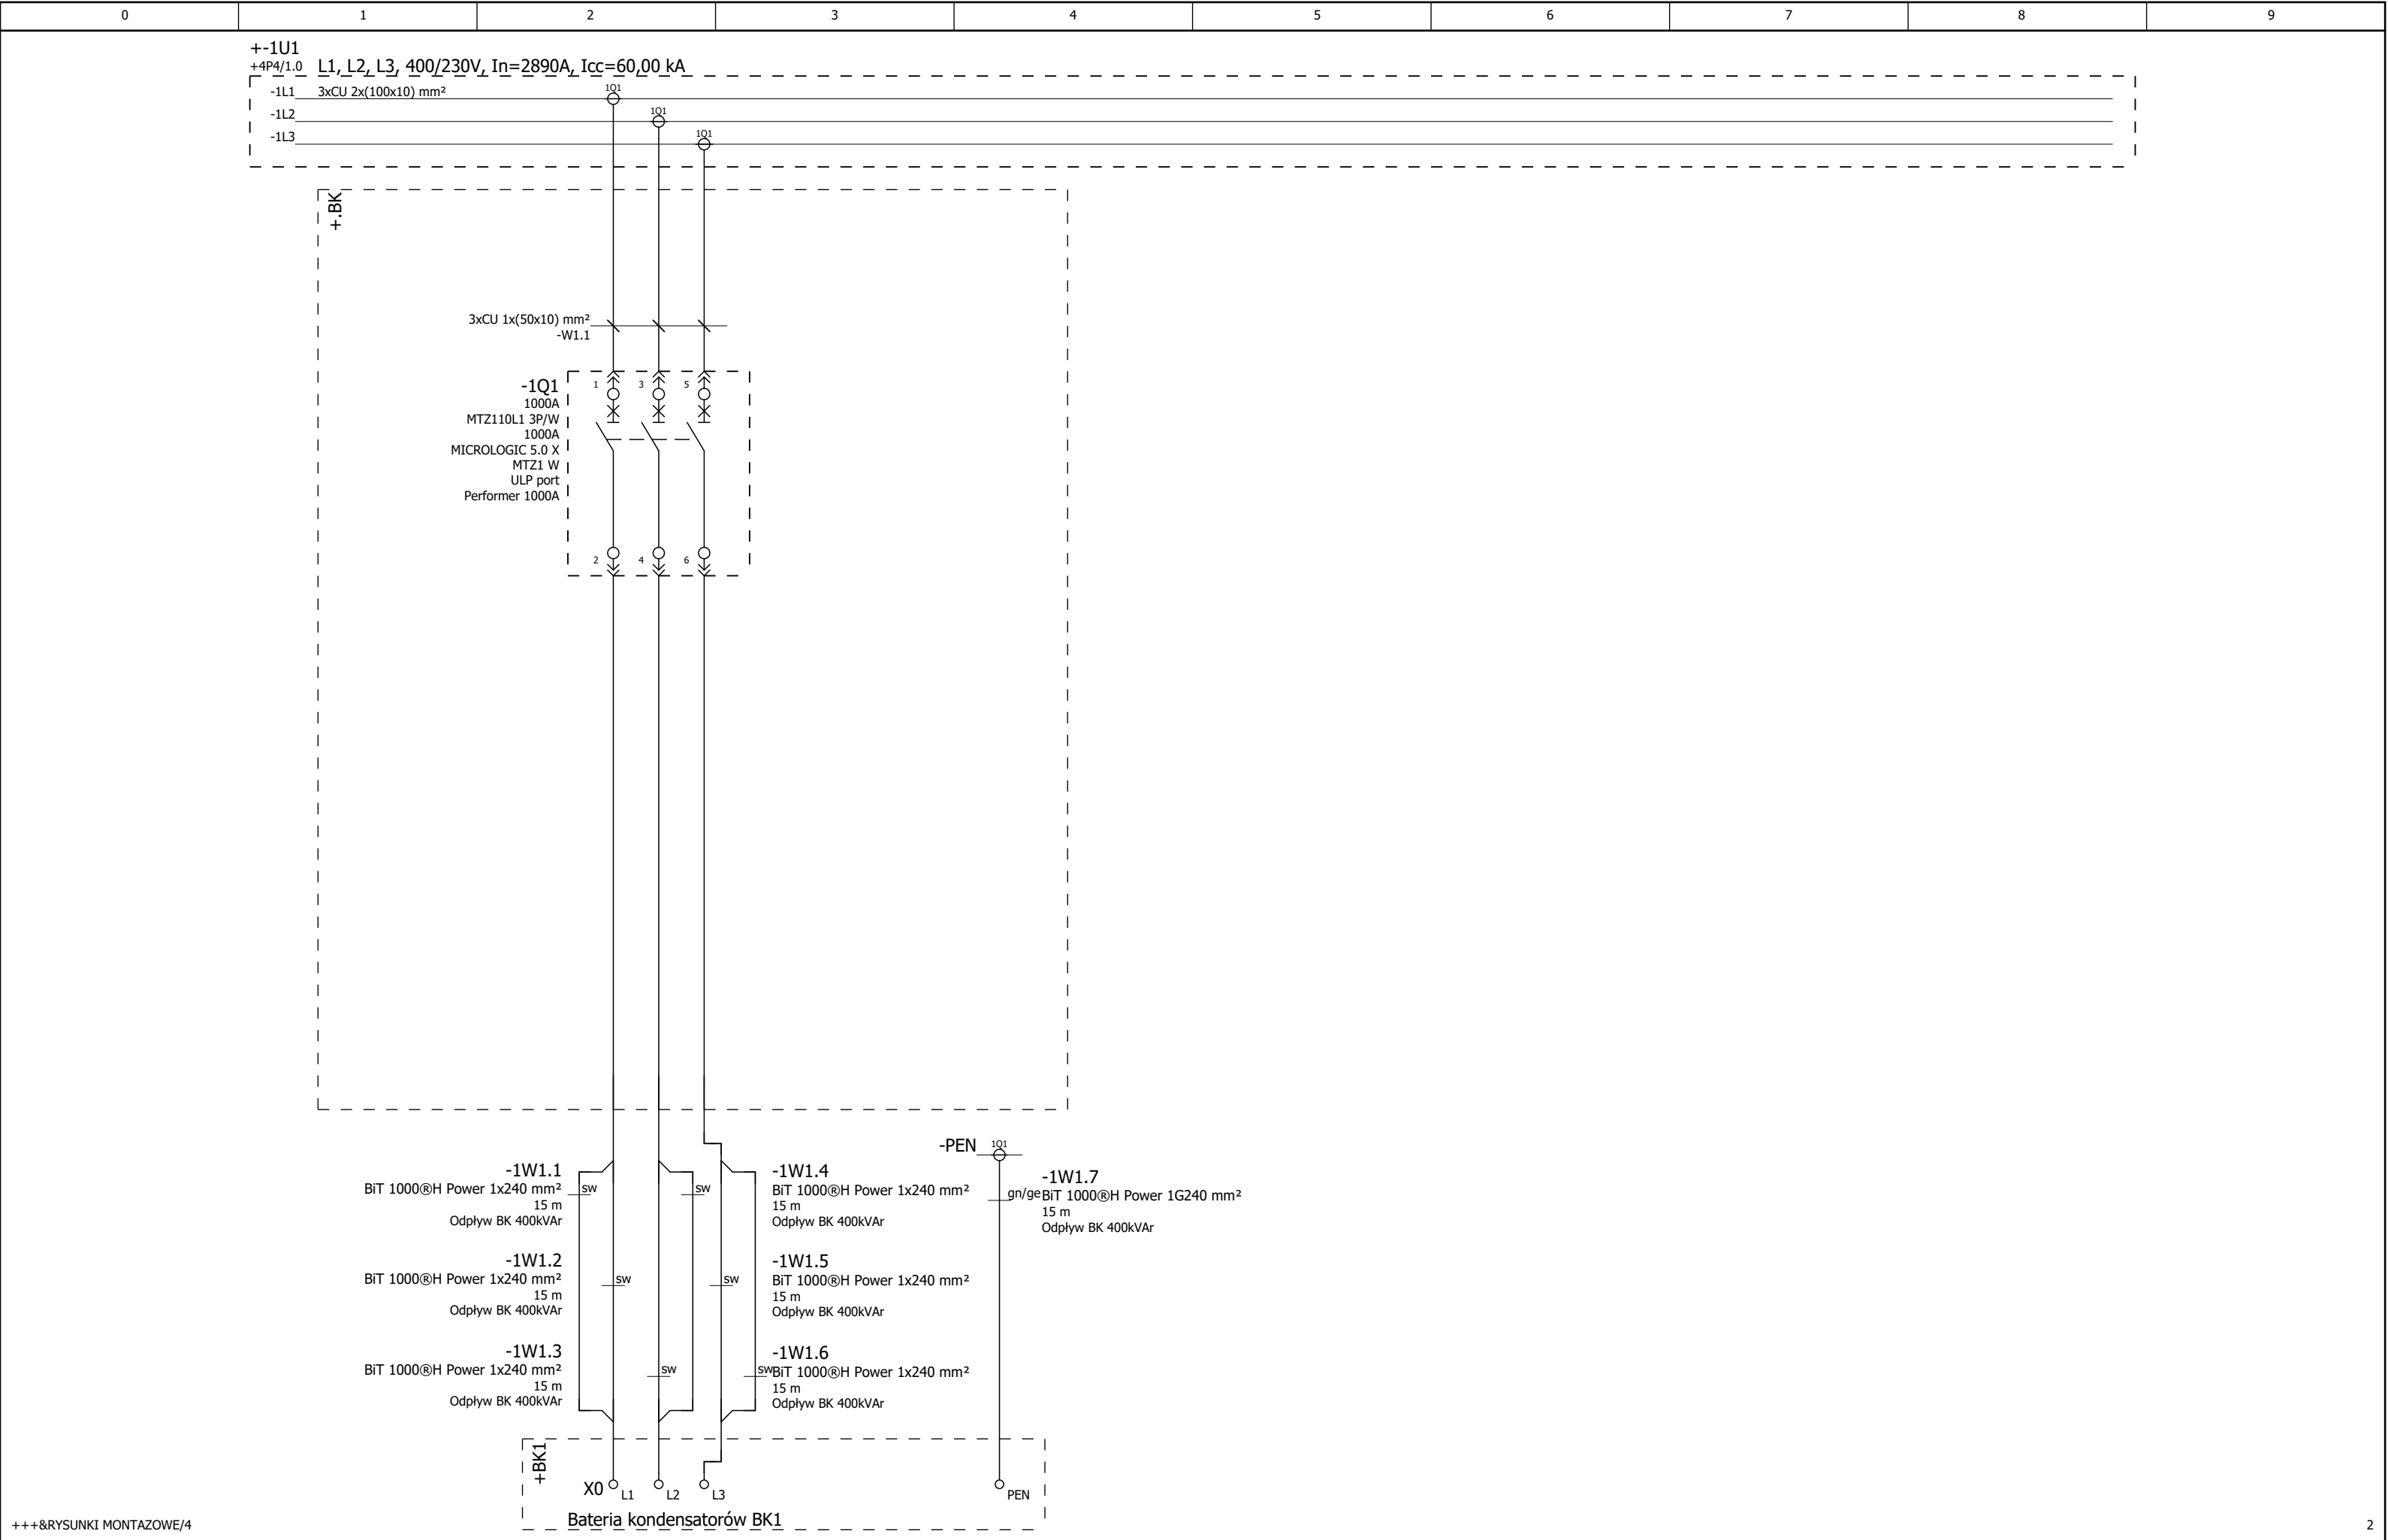 0 1 2 3 4 5 6 7 8 9
+-1U1
+4P4/1.0 L1, L2, L3, 400/230V, In=2890A, Icc=60,00 kA
-1L1 3xCU 2x(100x10) mm² 1Q1
-1L2 1Q1
-1L3 1Q1
+.BK
3xCU 1x(50x10) mm²
-W1.1
-1Q1 1 3 5
1000A
MTZ110L1 3P/W
1000A
MICROLOGIC 5.0 X
MTZ1 W
ULP port
Performer 1000A
2 4 6
-PEN 1Q1
-1W1.1
BiT 1000®H Power 1x240 mm² sw
15 m
Odpływ BK 400kVAr
-1W1.4
sw BiT 1000®H Power 1x240 mm²
15 m
Odpływ BK 400kVAr
-1W1.7
gn/ge BiT 1000®H Power 1G240 mm²
15 m
Odpływ BK 400kVAr
-1W1.2
BiT 1000®H Power 1x240 mm² sw
15 m
Odpływ BK 400kVAr
-1W1.5
sw BiT 1000®H Power 1x240 mm²
15 m
Odpływ BK 400kVAr
-1W1.3
BiT 1000®H Power 1x240 mm² sw
15 m
Odpływ BK 400kVAr
-1W1.6
sw BiT 1000®H Power 1x240 mm²
15 m
Odpływ BK 400kVAr
+BK1
X0 L1 L2 L3 PEN
Bateria kondensatorów BK1
+++&RYSUNKI MONTAZOWE/4 2